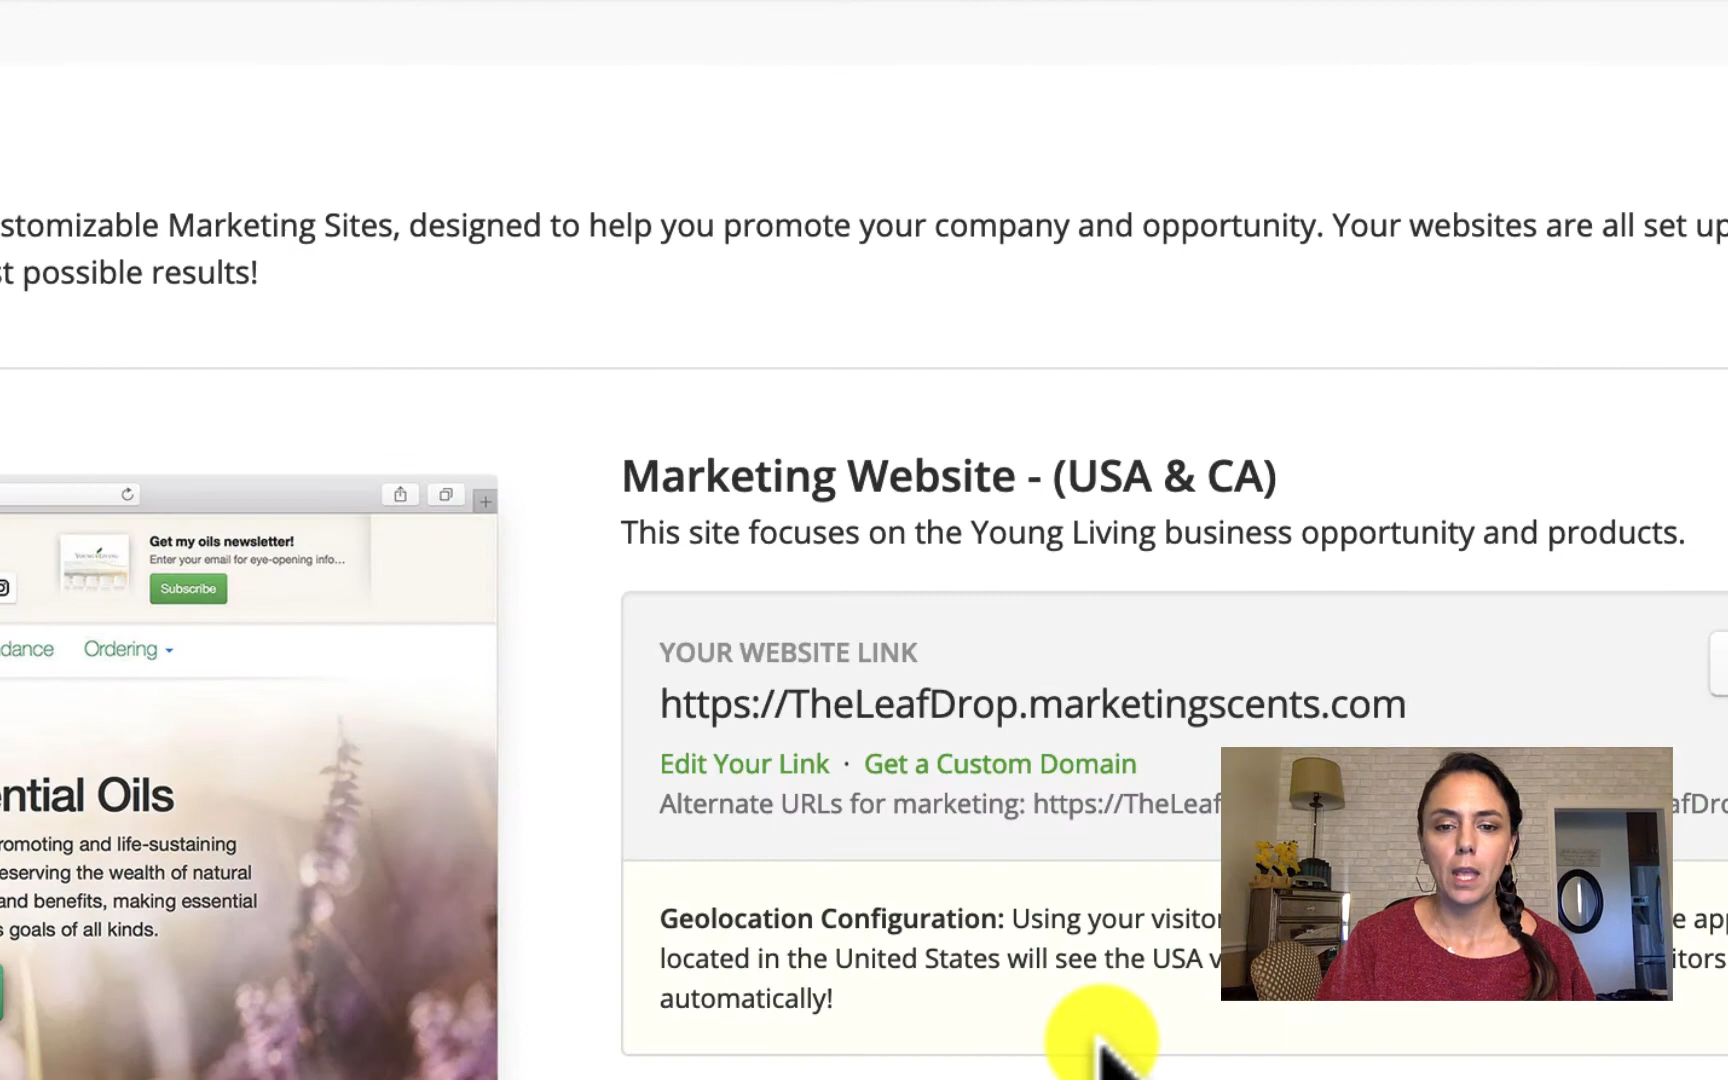 stomizable Marketing Sites, designed to help you promote your company and opportunity. Your websites are all set up
st possible results!
Get my oils newsletter!
Enter your email for eye-opening info...
Subscribe
YOUNG LIVING
dance
Ordering
ential Oils
romoting and life-sustaining
eserving the wealth of natural
and benefits, making essential
s goals of all kinds.
Marketing Website - (USA & CA)
This site focuses on the Young Living business opportunity and products.
YOUR WEBSITE LINK
https://TheLeafDrop.marketingscents.com
Edit Your Link · Get a Custom Domain
Alternate URLs for marketing: https://TheLeaf afDro
Geolocation Configuration: Using your visitor e app
located in the United States will see the USA v itors
automatically!